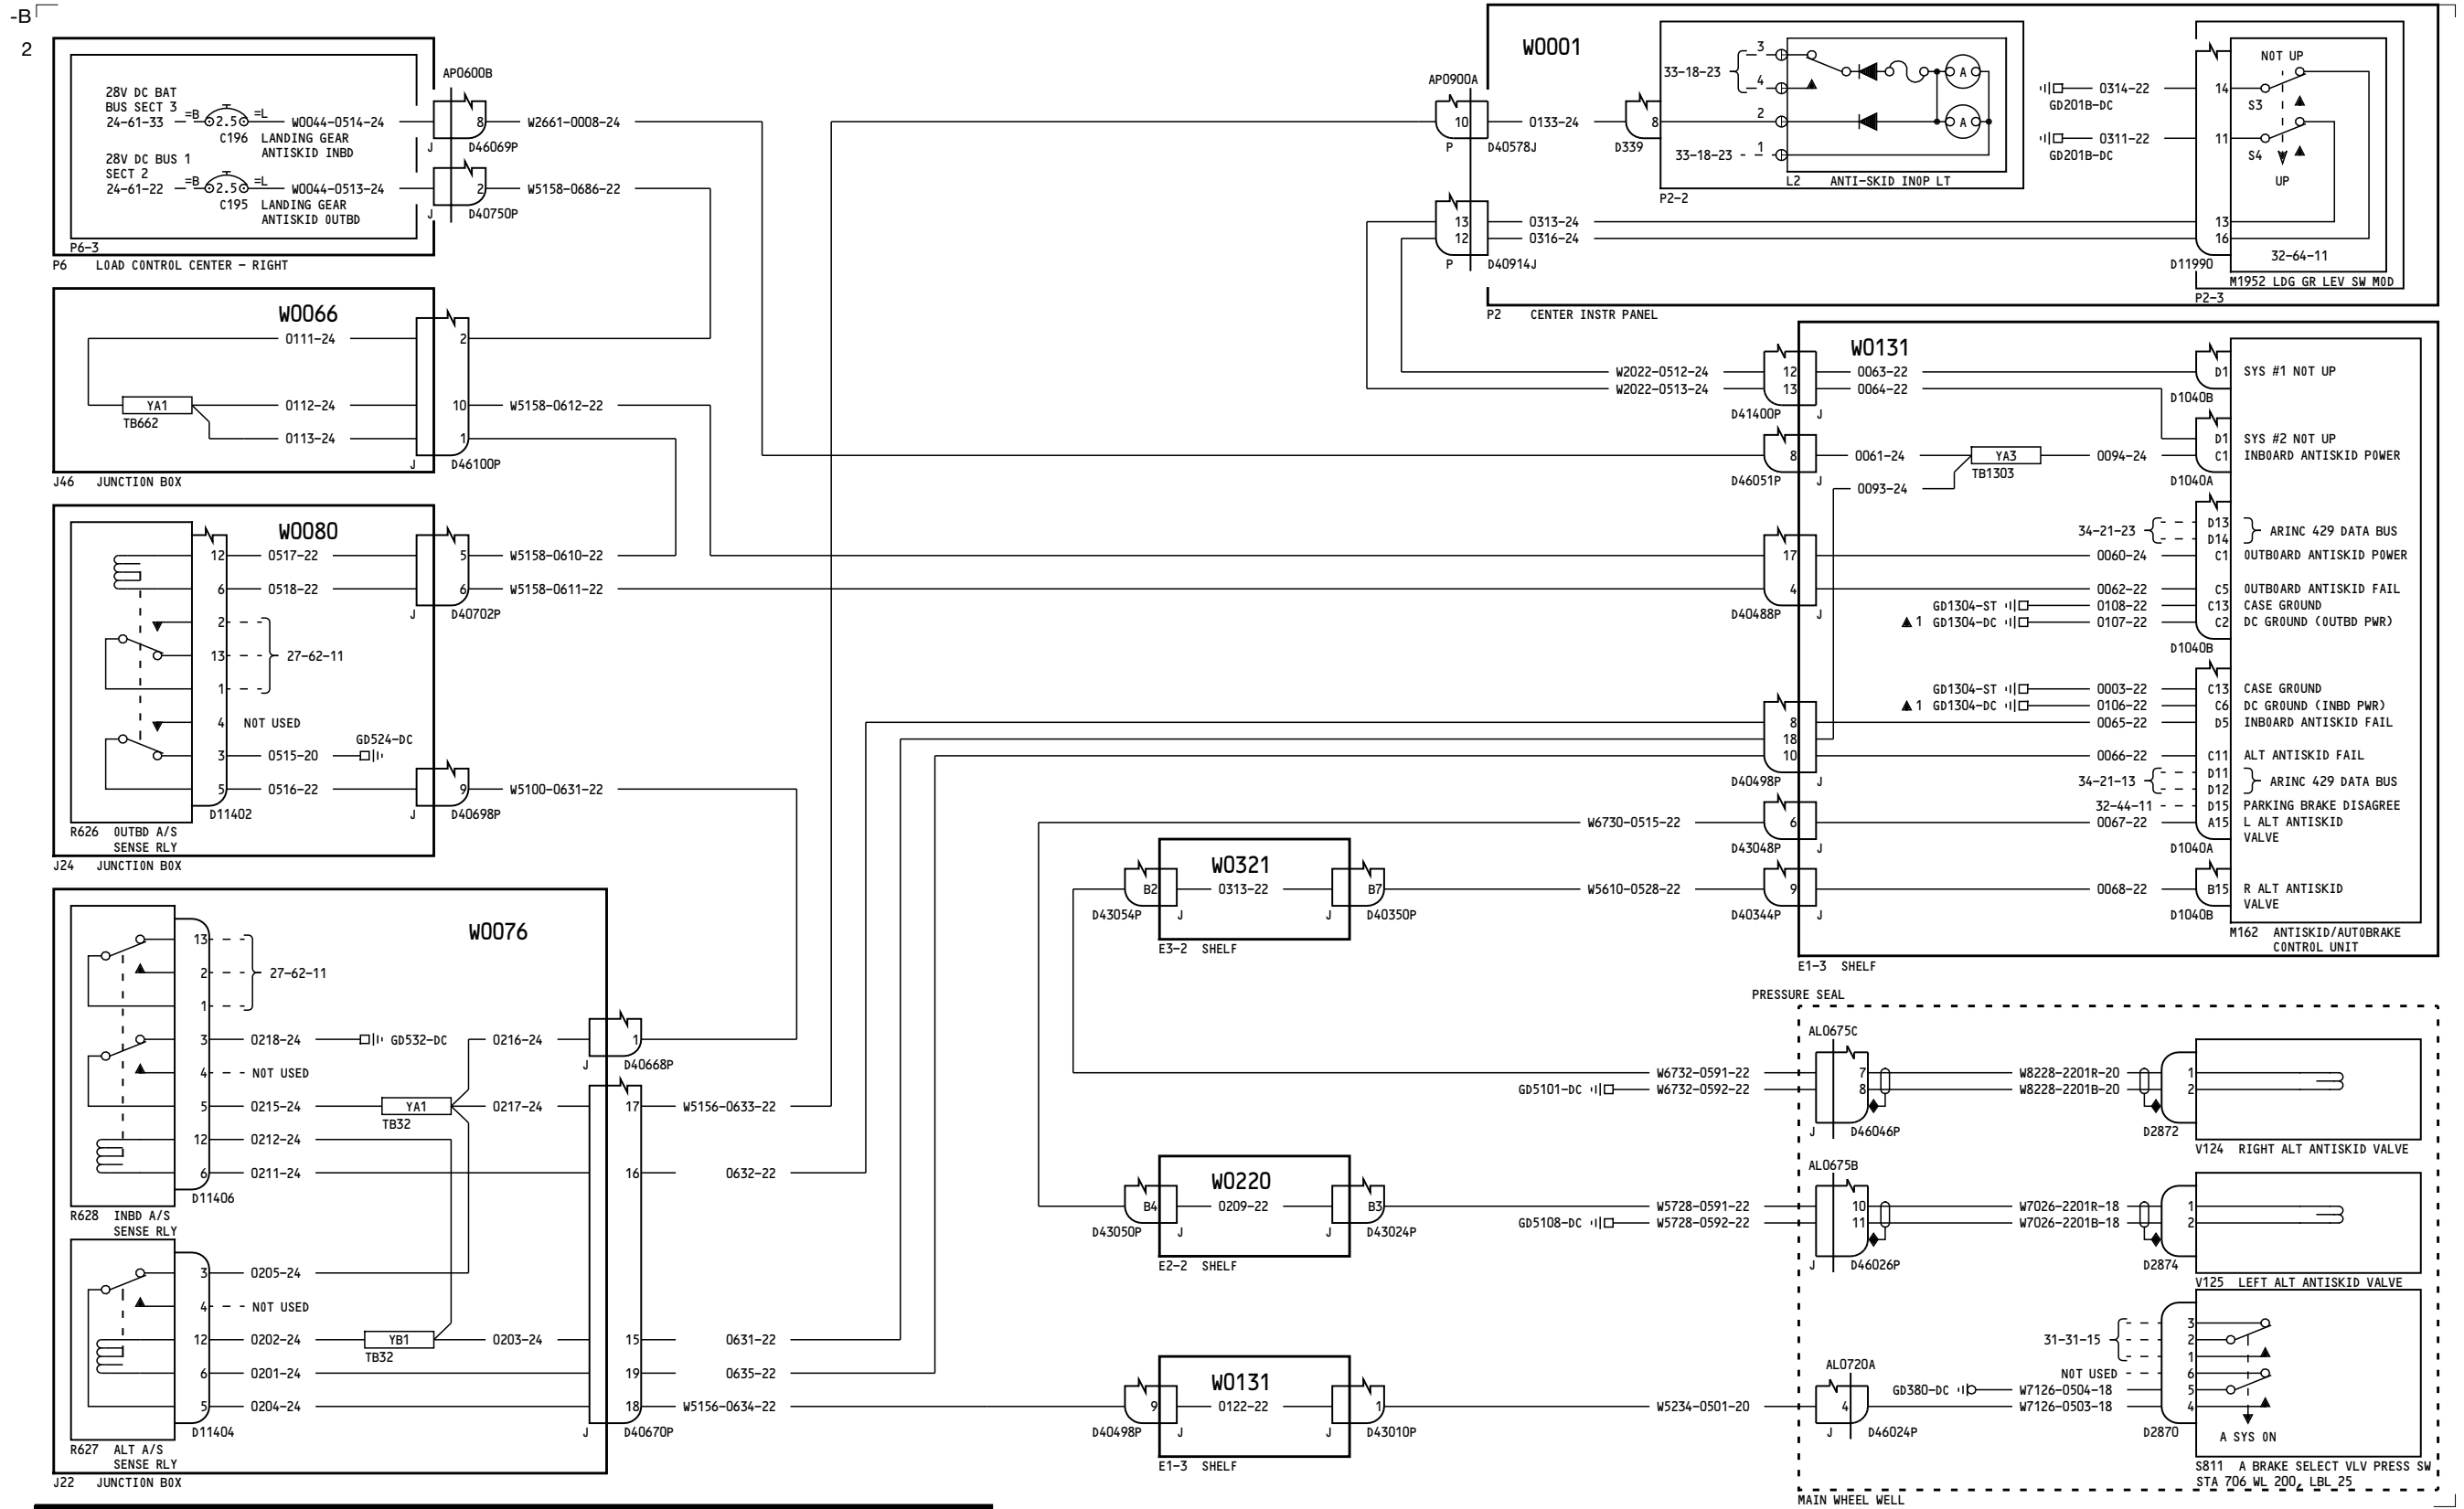 -B
2
28V DC BAT
BUS SECT 3
24-61-33
=B
2.5
=L
C196
W0044-0514-24
LANDING GEAR
ANTISKID INBD
28V DC BUS 1
SECT 2
24-61-22
=B
2.5
=L
C195
W0044-0513-24
LANDING GEAR
ANTISKID OUTBD
P6-3
P6 LOAD CONTROL CENTER - RIGHT
AP0600B
8
J D46069P
W2661-0008-24
2
J D40750P
W5158-0686-22
W0066
0111-24
2
YA1
TB662
0112-24
10
W5158-0612-22
0113-24
1
J D46100P
J46 JUNCTION BOX
W0080
12 0517-22 5 W5158-0610-22
6 0518-22 6 W5158-0611-22
J D40702P
2
13
1
27-62-11
4 NOT USED
GD524-DC
3 0515-20
5 0516-22 9 W5100-0631-22
D11402
J D40698P
R626 OUTBD A/S
SENSE RLY
J24 JUNCTION BOX
W0076
13
2
1
27-62-11
3 0218-24 GD532-DC
0216-24 1
J D40668P
4 NOT USED
5 0215-24 YA1 0217-24 17 W5156-0633-22
TB32
12 0212-24
6 0211-24 16 0632-22
D11406
R628 INBD A/S
SENSE RLY
3 0205-24
4 NOT USED
12 0202-24 YB1 0203-24 15 0631-22
TB32
6 0201-24 19 0635-22
5 0204-24 18 W5156-0634-22
D11404
J D40670P
R627 ALT A/S
SENSE RLY
J22 JUNCTION BOX
W0001
AP0900A
10 0133-24 8
P D40578J
D339
33-18-23
3
4
2
33-18-23 1
A
A
L2 ANTI-SKID INOP LT
P2-2
13 0313-24 13
12 0316-24 16
P D40914J
GD201B-DC 0314-22 14
GD201B-DC 0311-22 11
NOT UP
S3
S4
UP
32-64-11
D11990
M1952 LDG GR LEV SW MOD
P2-3
P2 CENTER INSTR PANEL
W0131
W2022-0512-24 12 0063-22 D1 SYS #1 NOT UP
W2022-0513-24 13 0064-22
D41400P J
D1040B
D1 SYS #2 NOT UP
8 0061-24 YA3 0094-24 C1 INBOARD ANTISKID POWER
D46051P J
TB1303
D1040A
0093-24
34-21-23 D13
D14
ARINC 429 DATA BUS
17 0060-24 C1 OUTBOARD ANTISKID POWER
4 0062-22 C5 OUTBOARD ANTISKID FAIL
D40488P J
GD1304-ST 0108-22 C13 CASE GROUND
1 GD1304-DC 0107-22 C2 DC GROUND (OUTBD PWR)
D1040B
GD1304-ST 0003-22 C13 CASE GROUND
1 GD1304-DC 0106-22 C6 DC GROUND (INBD PWR)
8 0065-22 D5 INBOARD ANTISKID FAIL
18
10 0066-22 C11 ALT ANTISKID FAIL
D40498P J
34-21-13 D11
D12
ARINC 429 DATA BUS
32-44-11 D15 PARKING BRAKE DISAGREE
W6730-0515-22 6 0067-22 A15 L ALT ANTISKID
VALVE
D43048P J
D1040A
W5610-0528-22 9 0068-22 B15 R ALT ANTISKID
VALVE
D40344P J
D1040B
M162 ANTISKID/AUTOBRAKE
CONTROL UNIT
E1-3 SHELF
W0321
B2 0313-22 B7
D43054P J
J D40350P
E3-2 SHELF
PRESSURE SEAL
AL0675C
W6732-0591-22 7 W8228-2201R-20 1
GD5101-DC W6732-0592-22 8 W8228-2201B-20 2
J D46046P
D2872
V124 RIGHT ALT ANTISKID VALVE
W0220
B4 0209-22 B3
D43050P J
J D43024P
E2-2 SHELF
AL0675B
W5728-0591-22 10 W7026-2201R-18 1
GD5108-DC W5728-0592-22 11 W7026-2201B-18 2
J D46026P
D2874
V125 LEFT ALT ANTISKID VALVE
W0131
9 0122-22 1
D40498P J
J D43010P
E1-3 SHELF
W5234-0501-20
AL0720A
4
J D46024P
31-31-15
3
2
1
NOT USED 6
GD380-DC W7126-0504-18 5
W7126-0503-18 4
D2870
A SYS ON
S811 A BRAKE SELECT VLV PRESS SW
STA 706 WL 200, LBL 25
MAIN WHEEL WELL